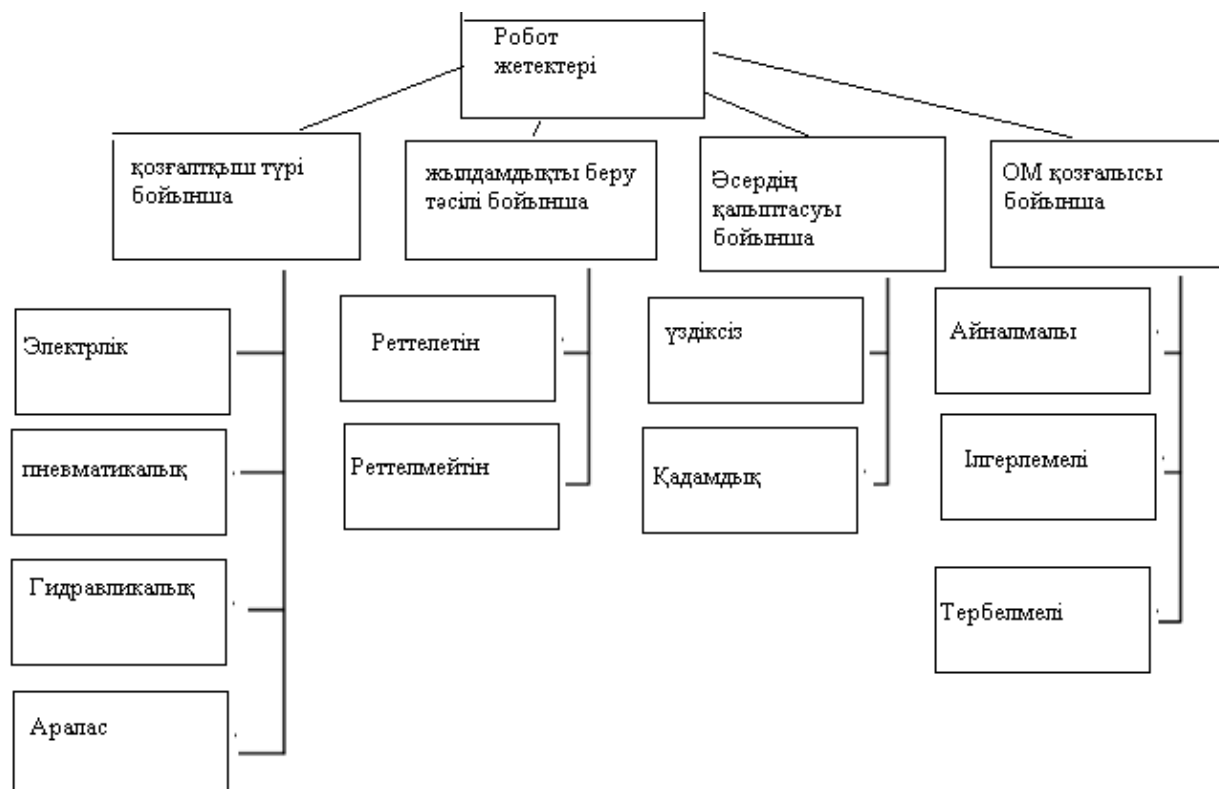 Робот
жетектері
қозғалтқыш түрі
бойынша
жылдамдықты беру
тәсілі бойынша
Әсердің
қалыптасуы
бойынша
ОМ қозғалысы
бойынша
Электрлік
пневматикалық
Гидравликалық
Аралас
Реттелетін
Реттелмейтін
үздіксіз
Қадамдық
Айналмалы
Ілгерлемелі
Тербелмелі